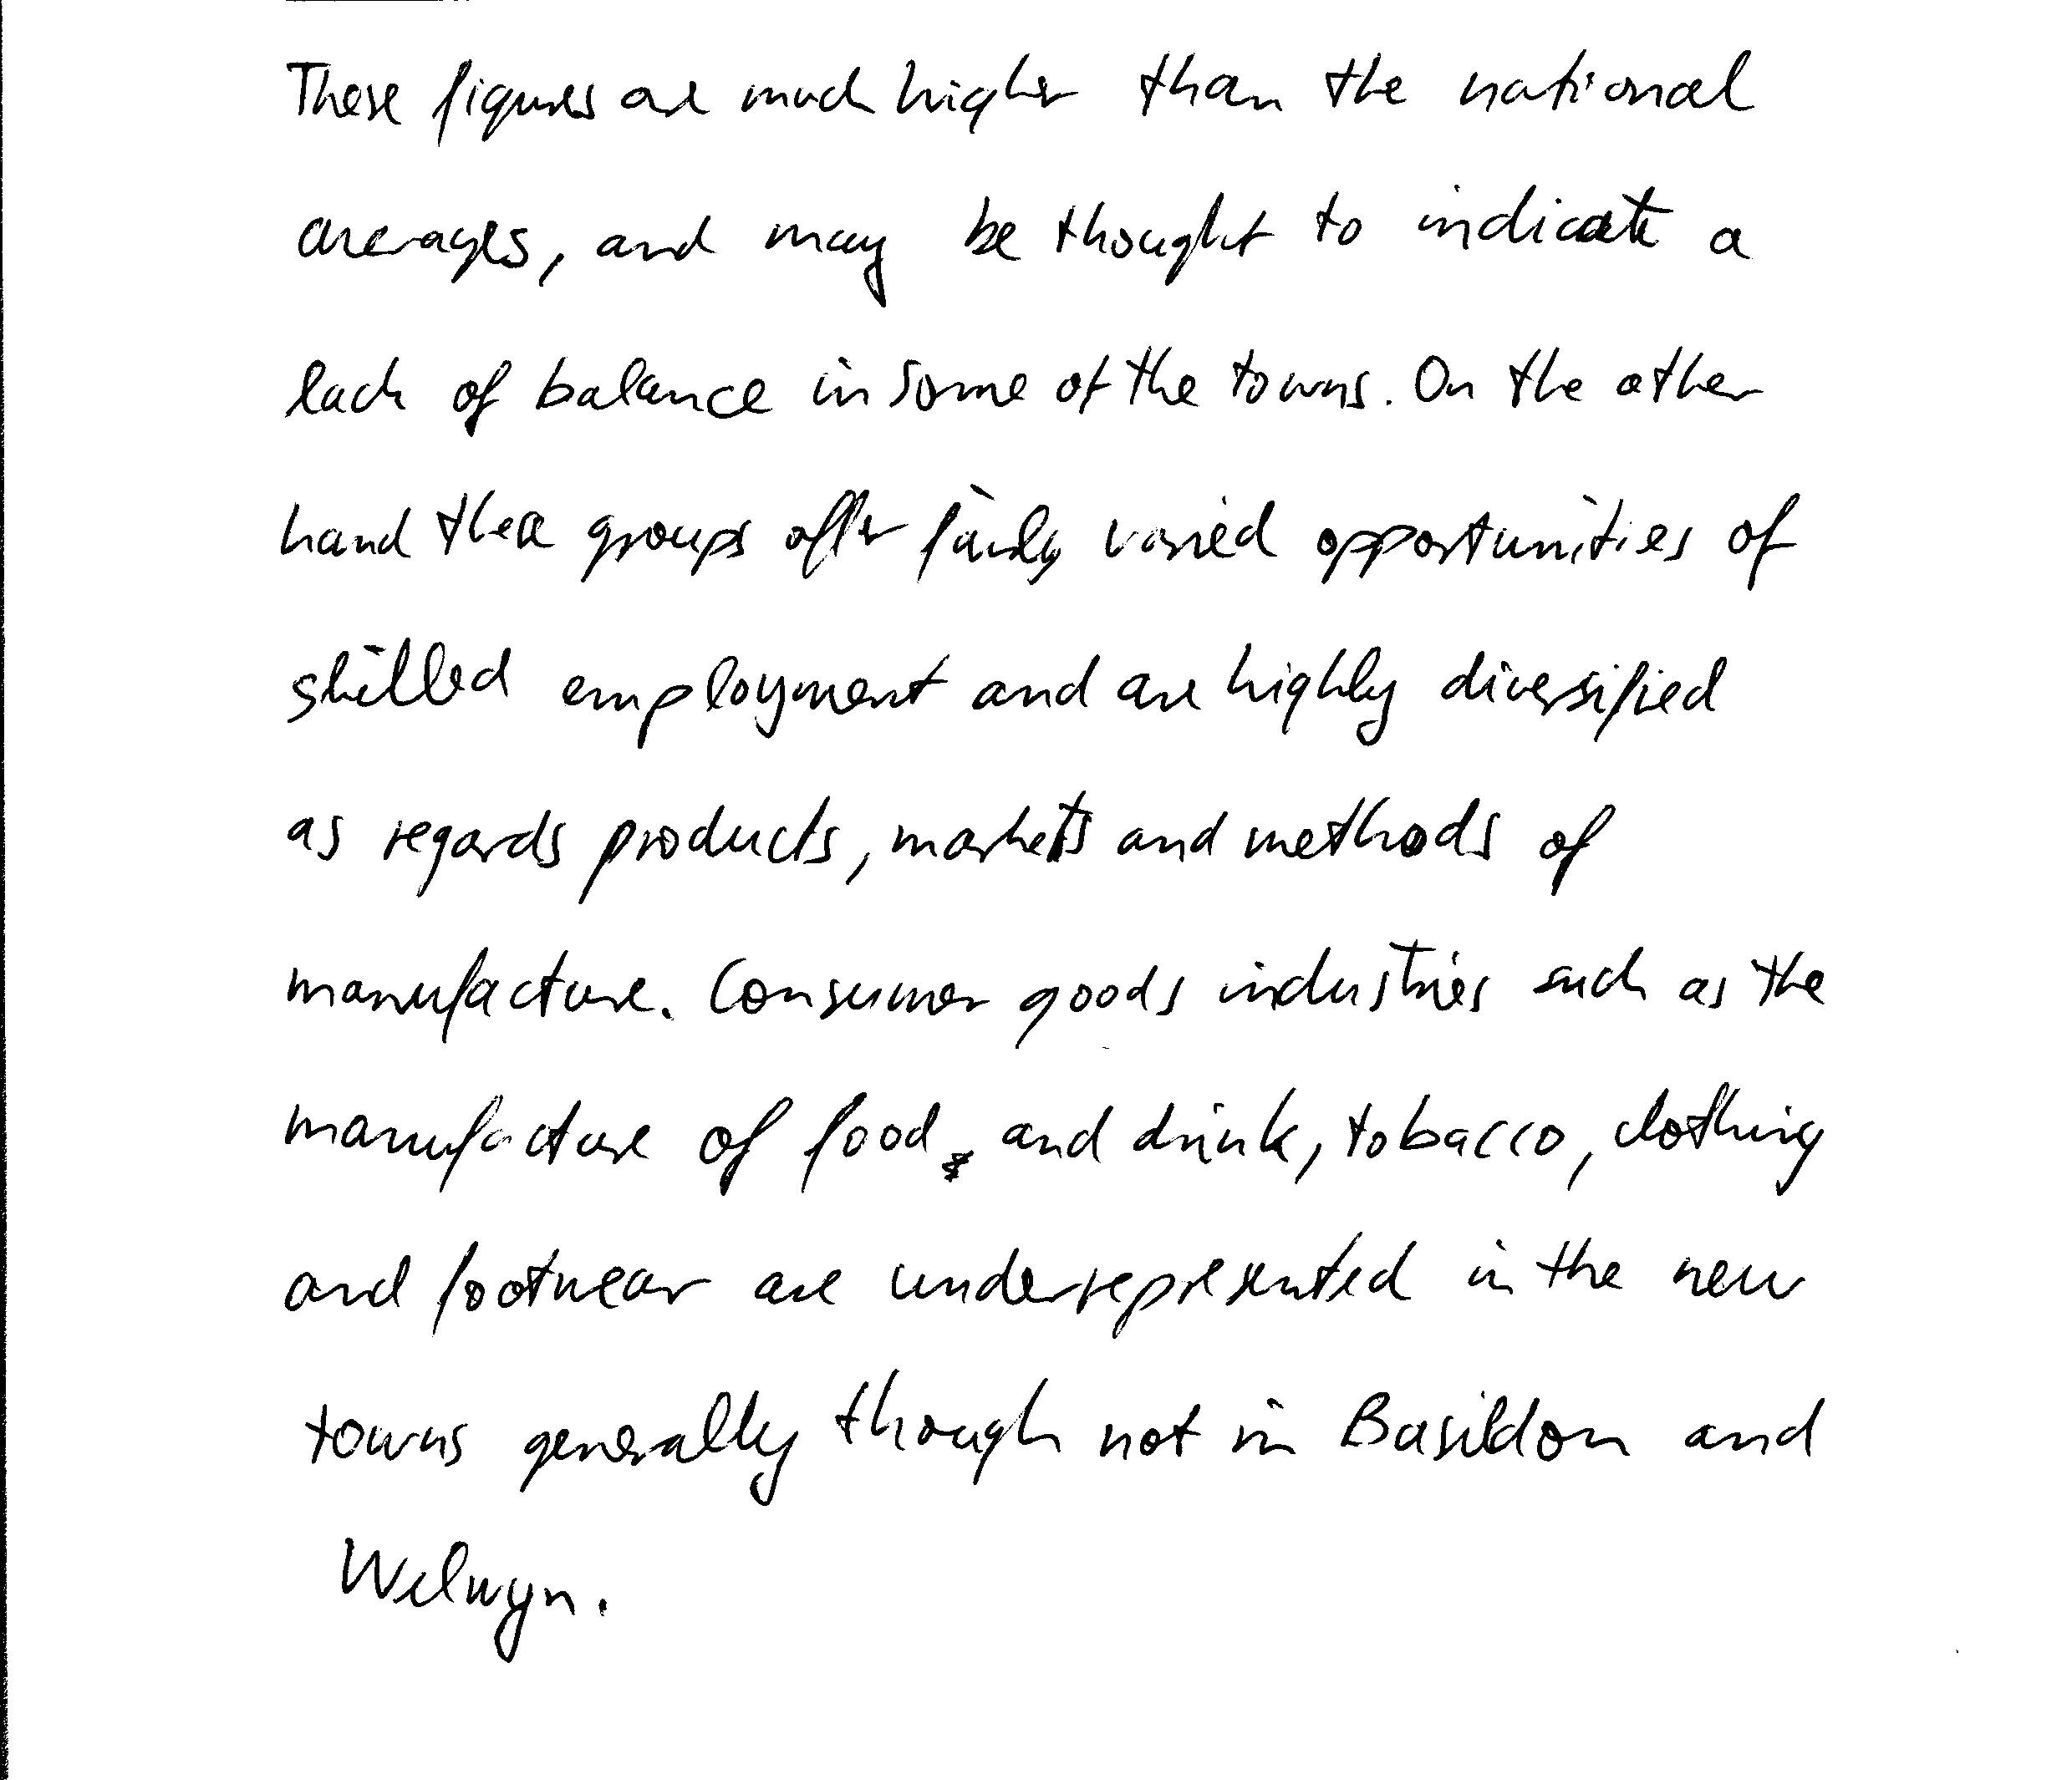 These figures are much higher than the national
averages, and may be thought to indicate a
lack of balance in some of the towns. On the other
hand these groups offer fairly varied opportunities of
skilled employment and are highly diversified
as regards products, markets and methods of
manufacture. Consumer goods industries such as the
manufacture of food, and drink, tobacco, clothing
and footwear are underrepresented in the new
towns generally though not in Basildon and
Welwyn.